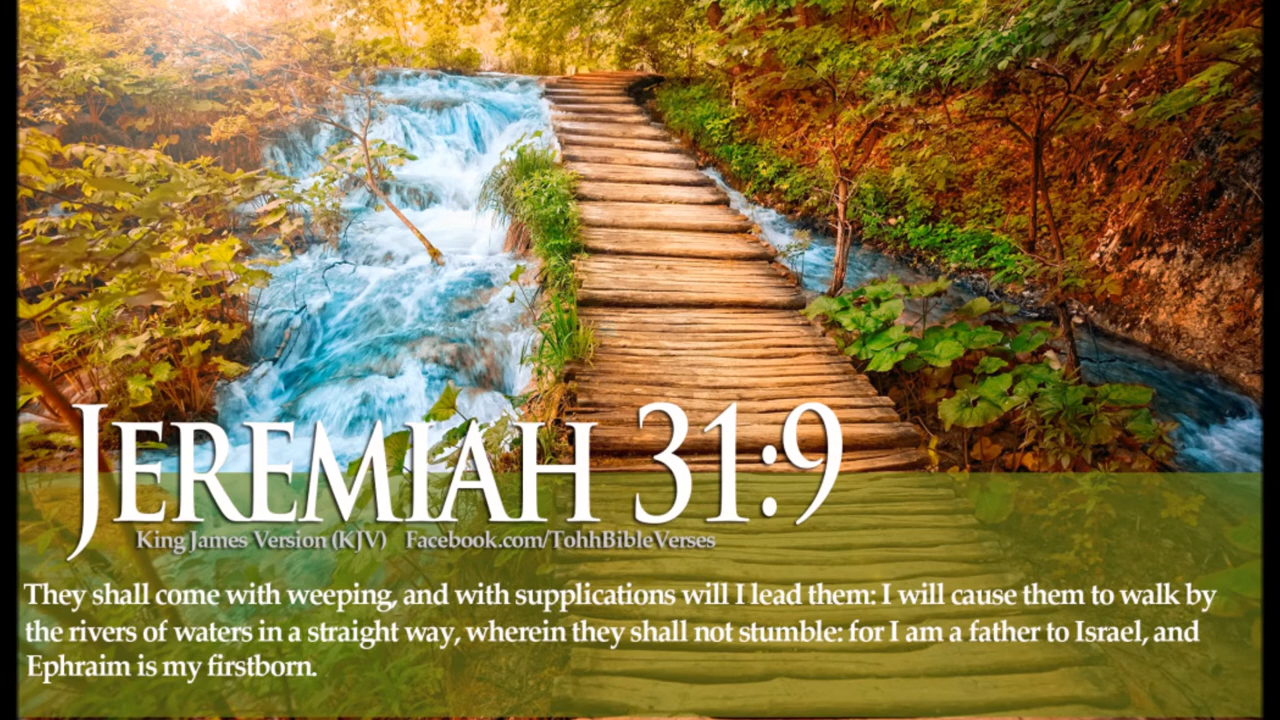 JEREMIAH 31:9
KING JAMES VERSION (KJV) FACEBOOK.COM/TOHHBIBLEVERSES
They shall come with weeping, and with supplications will I lead them: I will cause them to walk by
the rivers of waters in a straight way, wherein they shall not stumble: for I am a father to Israel, and
Ephraim is my firstborn.